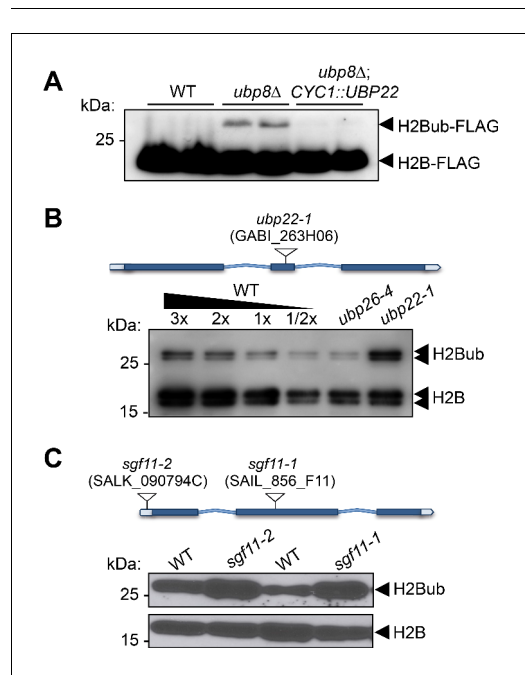 A
WT
ubp8Δ
ubp8Δ;
CYC1::UBP22
kDa:
25
H2Bub-FLAG
H2B-FLAG
B
ubp22-1
(GABI_263H06)
WT
3x 2x 1x 1/2x ubp26-4 ubp22-1
kDa:
25
H2Bub
H2B
15
C
sgf11-2 sgf11-1
(SALK_090794C) (SAIL_856_F11)
kDa: WT sgf11-2 WT sgf11-1
25
H2Bub
15
H2B